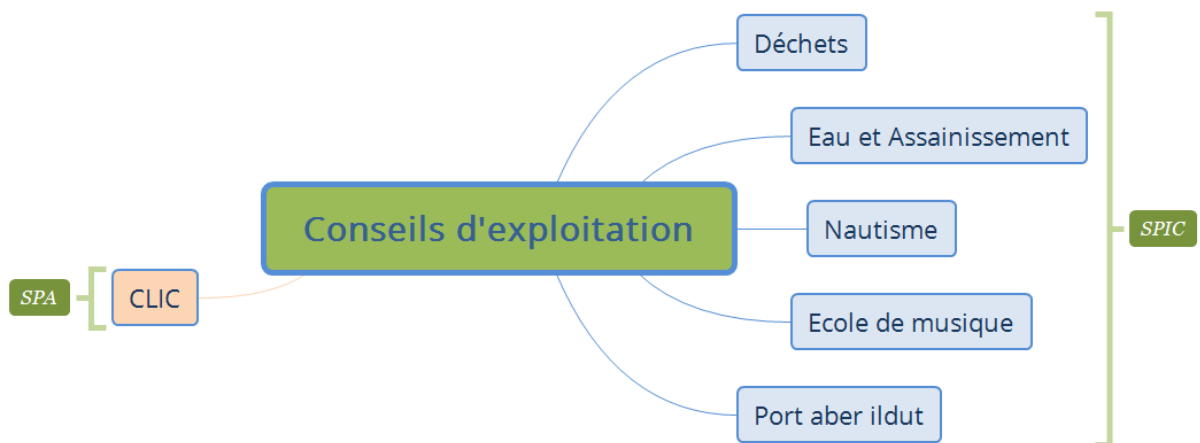 Déchets
Eau et Assainissement
Conseils d'exploitation
Nautisme
SPIC
SPA
CLIC
Ecole de musique
Port aber ildut